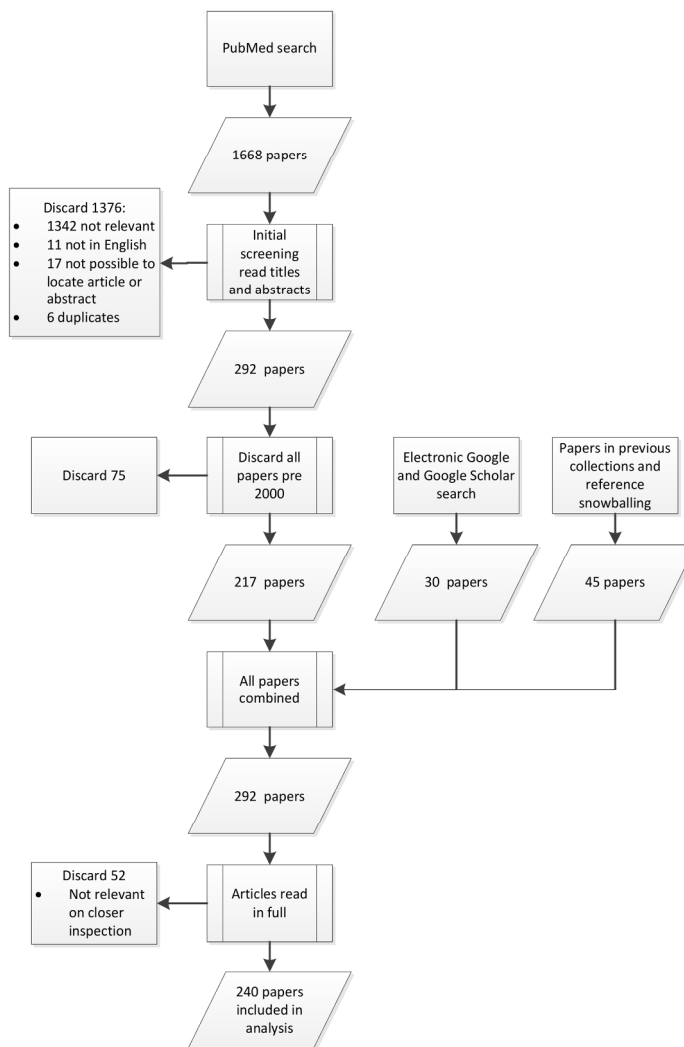 PubMed search
1668 papers
Discard 1376:
• 1342 not relevant
• 11 not in English
• 17 not possible to
locate article or
abstract
• 6 duplicates
Initial
screening
read titles
and abstracts
292 papers
Discard 75
Discard all
papers pre
2000
Electronic Google
and Google Scholar
search
Papers in previous
collections and
reference
snowballing
217 papers
30 papers
45 papers
All papers
combined
292 papers
Discard 52
• Not relevant
on closer
inspection
Articles read
in full
240 papers
included in
analysis